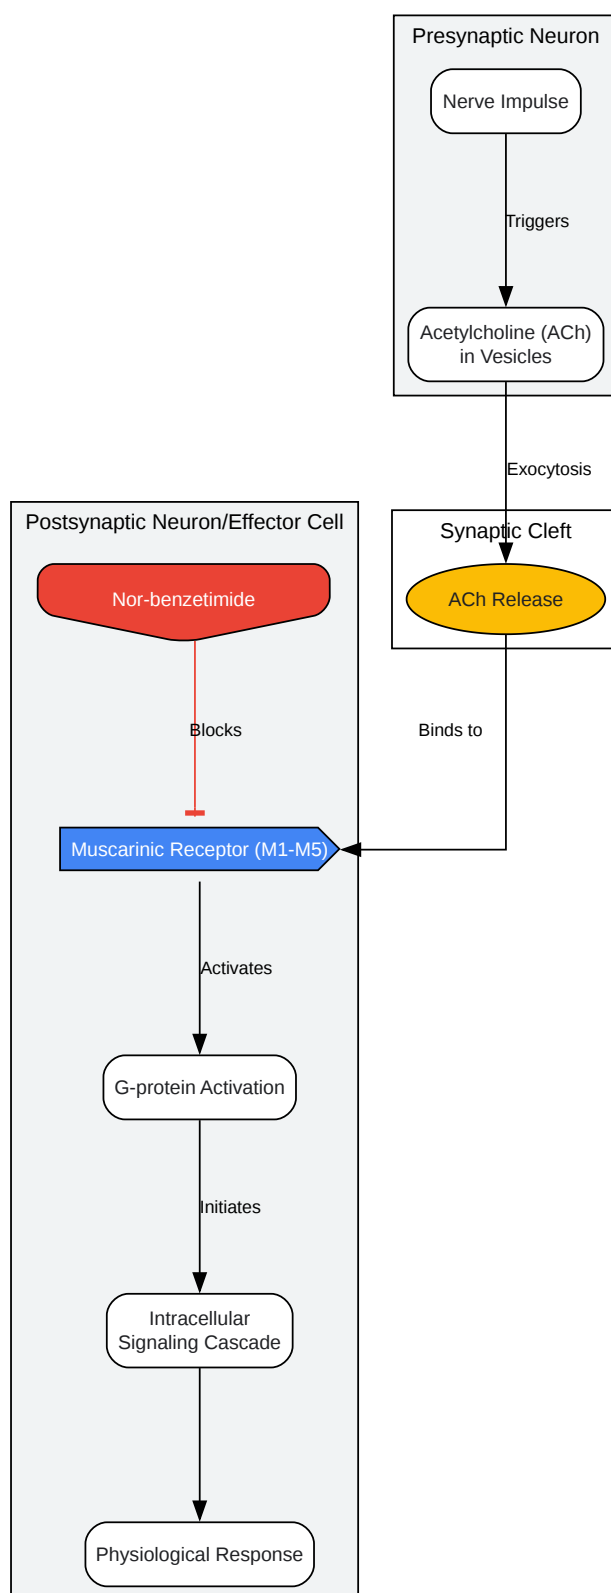 Presynaptic Neuron
Nerve Impulse
Triggers
Acetylcholine (ACh)
in Vesicles
Exocytosis
Synaptic Cleft
ACh Release
Binds to
Postsynaptic Neuron/Effector Cell
Nor-benzetimide
Blocks
Muscarinic Receptor (M1-M5)
Activates
G-protein Activation
Initiates
Intracellular
Signaling Cascade
Physiological Response